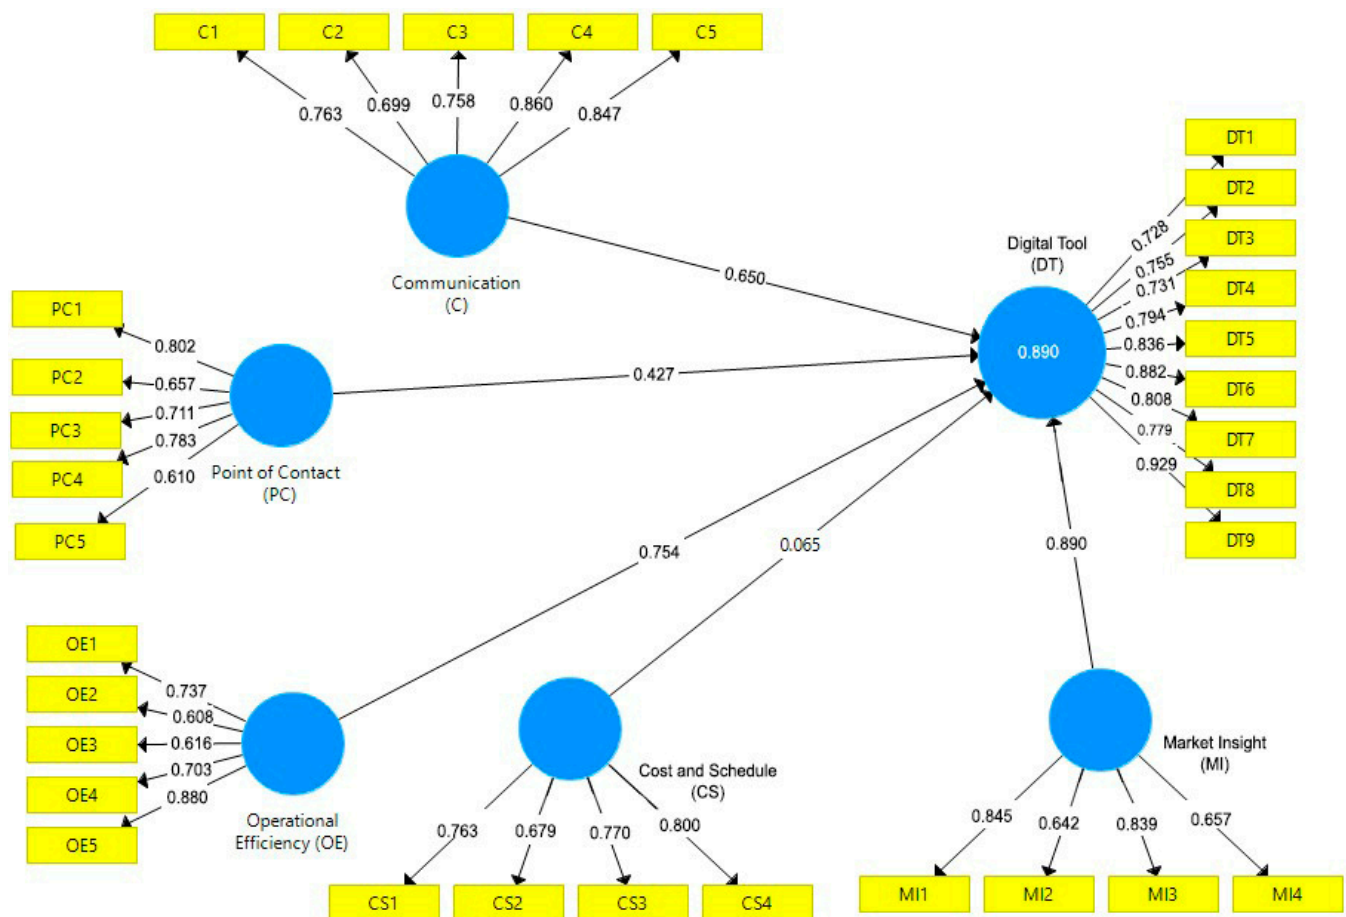 C1 C2 C3 C4 C5
0.763 0.699 0.758 0.860 0.847
Communication
(C)
0.650
PC1
PC2
PC3
PC4
PC5
0.802
0.657
0.711
0.783
0.610
Point of Contact
(PC)
0.427
Digital Tool
(DT)
0.890
DT1
DT2
DT3
DT4
DT5
DT6
DT7
DT8
DT9
0.728
0.755
0.731
0.794
0.836
0.882
0.808
0.779
0.929
OE1
OE2
OE3
OE4
OE5
0.737
0.608
0.616
0.703
0.880
Operational
Efficiency (OE)
0.754
0.065
0.890
Cost and Schedule
(CS)
0.763 0.679 0.770 0.800
CS1 CS2 CS3 CS4
Market Insight
(MI)
0.845 0.642 0.839 0.657
MI1 MI2 MI3 MI4